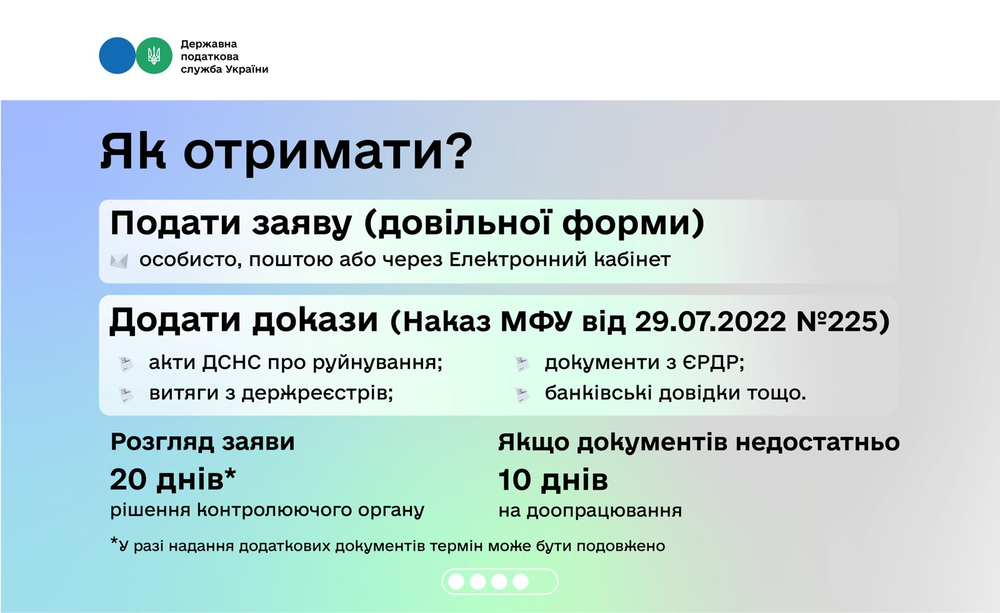 Державна
податкова
служба України
Як отримати?
Подати заяву (довільної форми)
особисто, поштою або через Електронний кабінет
Додати докази (Наказ МФУ від 29.07.2022 №225)
акти ДСНС про руйнування;
витяги з держреєстрів;
документи з ЄРДР;
банківські довідки тощо.
Розгляд заяви
20 днів*
рішення контролюючого органу
Якщо документів недостатньо
10 днів
на доопрацювання
*У разі надання додаткових документів термін може бути подовжено